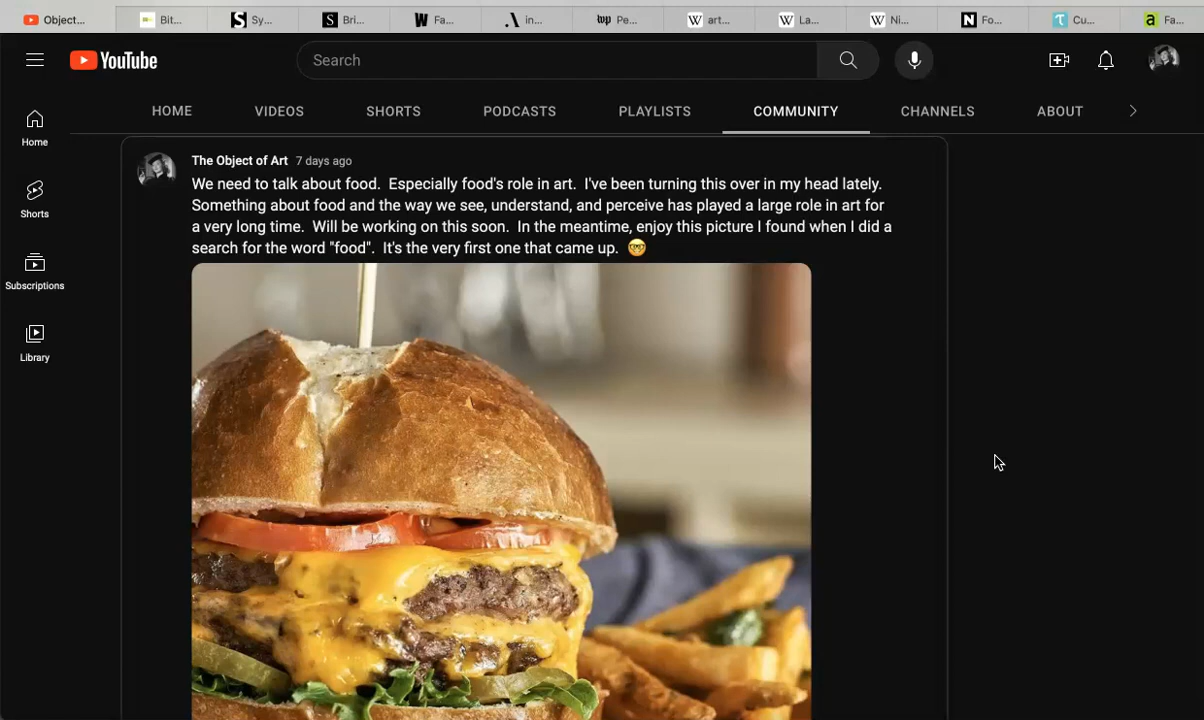 Object... Bit... Sy... Bri... Fa... in... wp Pe... art... La... Ni... Fo... Cu... Fa...
YouTube Search
HOME VIDEOS SHORTS PODCASTS PLAYLISTS COMMUNITY CHANNELS ABOUT
Home
Shorts
Subscriptions
Library
The Object of Art 7 days ago
We need to talk about food. Especially food's role in art. I've been turning this over in my head lately.
Something about food and the way we see, understand, and perceive has played a large role in art for
a very long time. Will be working on this soon. In the meantime, enjoy this picture I found when I did a
search for the word "food". It's the very first one that came up. 🤓